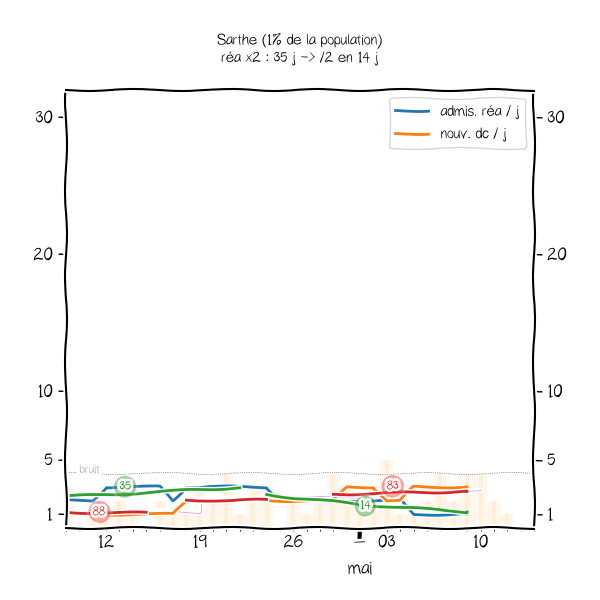 Sarthe (1% de la population)
réa x2 : 35 j -> /2 en 14 j
admis. réa / j
nouv. dc / j
30 30
20 20
10 10
5 5
bruit
35
83
88
14
1 1
12 19 26 1 03 10
mai